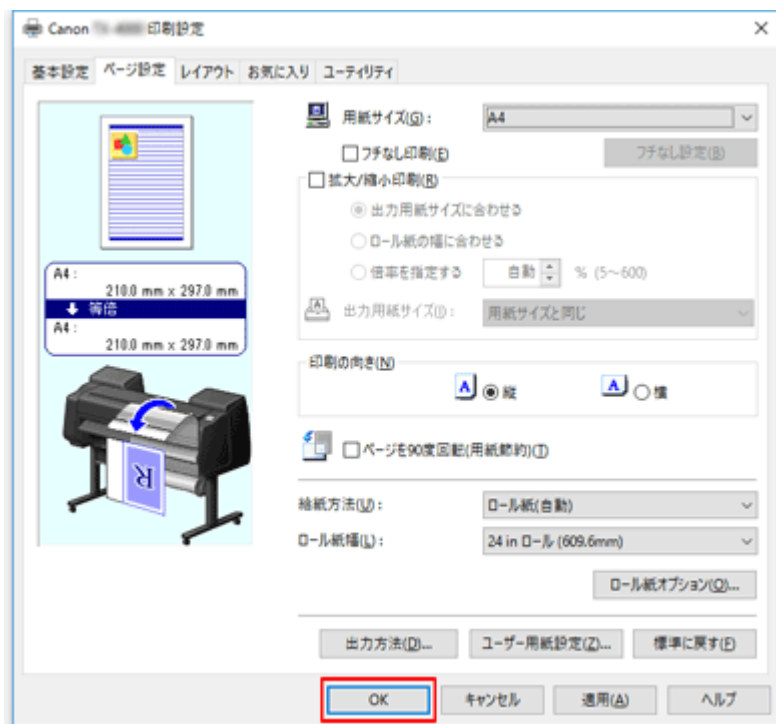 Canon 印刷設定
基本設定 ページ設定 レイアウト お気に入り ユーティリティ
用紙サイズ(G): A4
フチなし印刷(E) フチなし設定(B)
拡大/縮小印刷(R)
出力用紙サイズに合わせる
ロール紙の幅に合わせる
倍率を指定する 自動 % (5～600)
出力用紙サイズ(I): 用紙サイズと同じ
A4:
210.0 mm x 297.0 mm
等倍
A4:
210.0 mm x 297.0 mm
印刷の向き(N)
A 縦 A 横
ページを90度回転(用紙節約)(T)
R
給紙方法(U): ロール紙(自動)
ロール紙幅(L): 24 in ロール (609.6mm)
ロール紙オプション(O)...
出力方法(D)... ユーザー用紙設定(Z)... 標準に戻す(F)
OK キャンセル 適用(A) ヘルプ